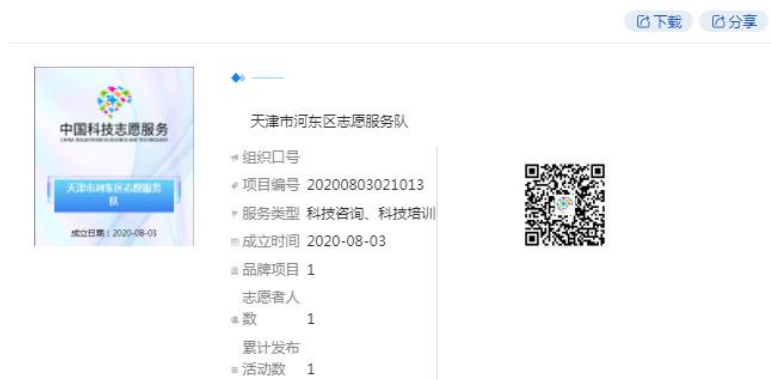 下载 分享
中国科技志愿服务
天津市河东区志愿服务
队
成立日期：2020-08-03
天津市河东区志愿服务队
组织口号
项目编号 20200803021013
服务类型 科技咨询、科技培训
成立时间 2020-08-03
品牌项目 1
志愿者人
数 1
累计发布
活动数 1